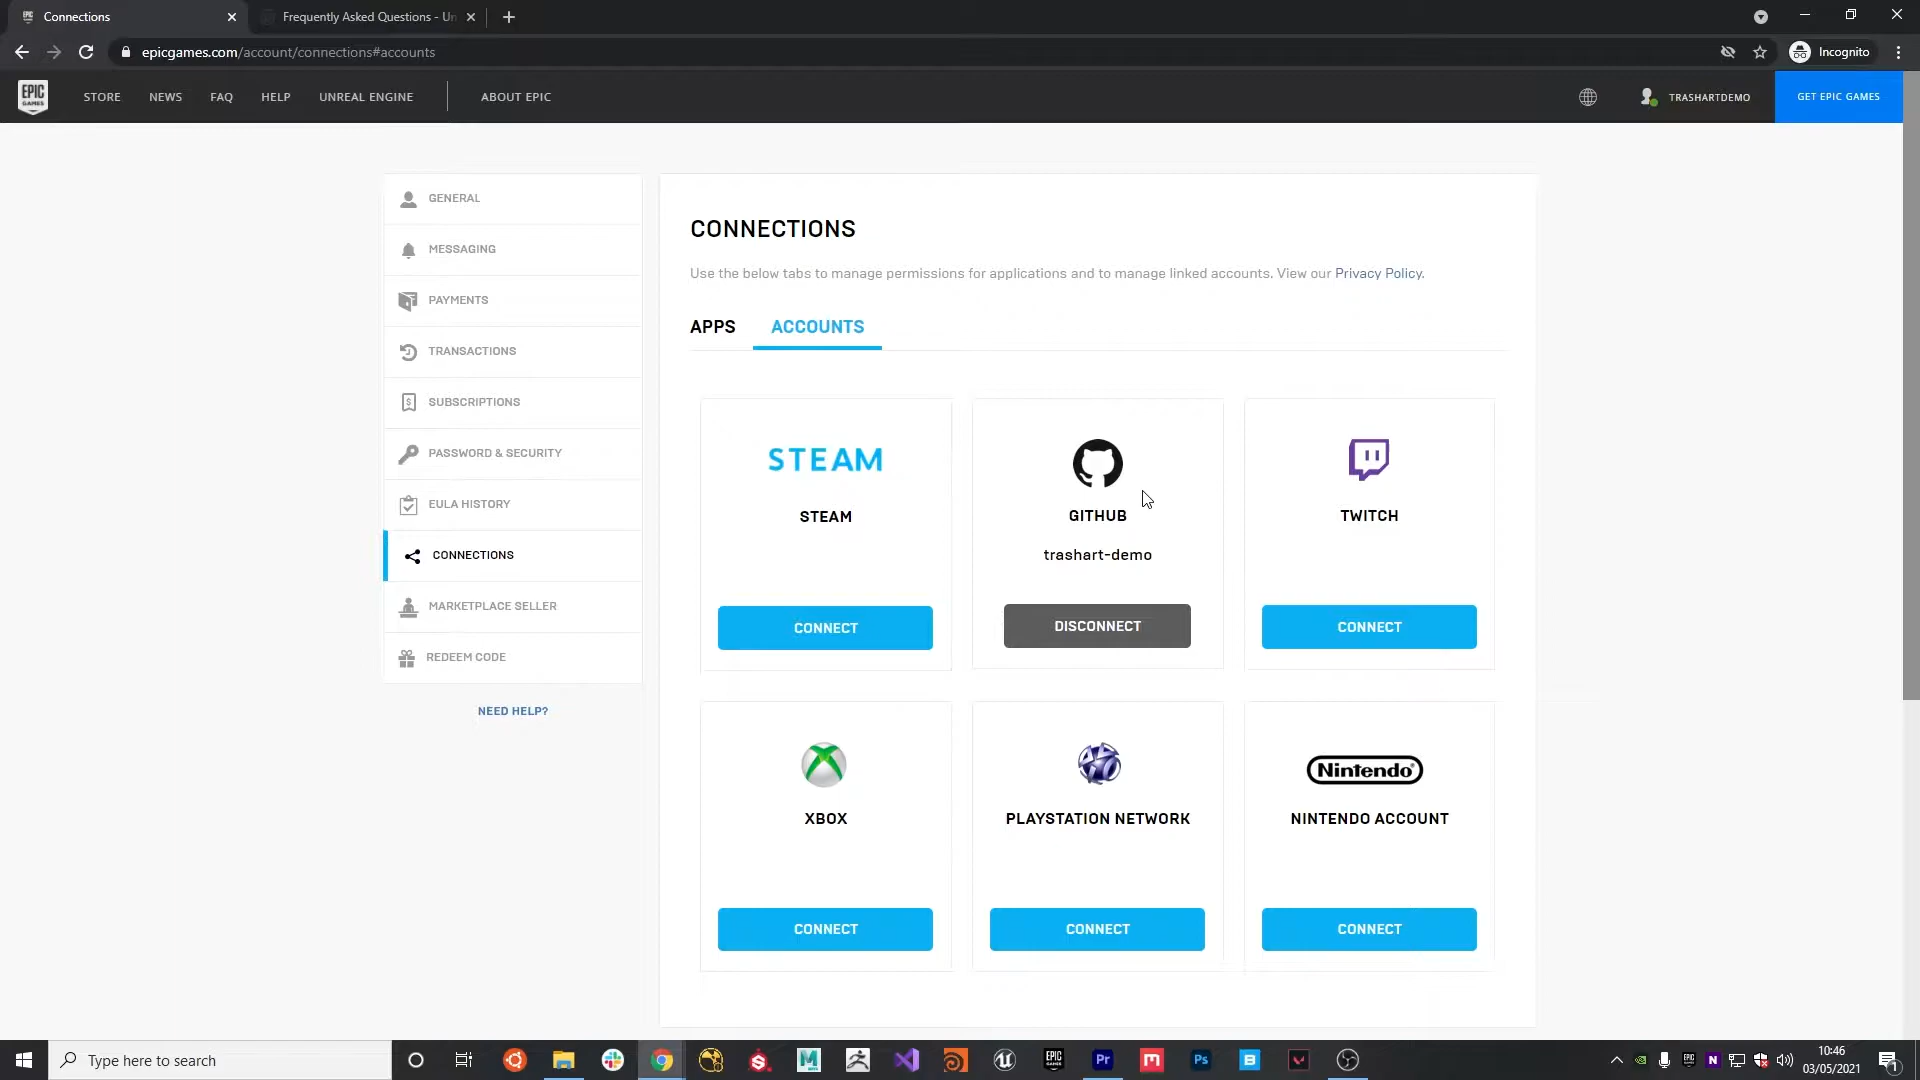 Connections
Frequently Asked Questions - Un
epicgames.com/account/connections#accounts
Incognito
EPIC GAMES
STORE
NEWS
FAQ
HELP
UNREAL ENGINE
ABOUT EPIC
TRASHARTDEMO
GET EPIC GAMES
GENERAL
MESSAGING
PAYMENTS
TRANSACTIONS
SUBSCRIPTIONS
PASSWORD & SECURITY
EULA HISTORY
CONNECTIONS
MARKETPLACE SELLER
REDEEM CODE
NEED HELP?
CONNECTIONS
Use the below tabs to manage permissions for applications and to manage linked accounts. View our Privacy Policy.
APPS
ACCOUNTS
STEAM
STEAM
CONNECT
GITHUB
trashart-demo
DISCONNECT
TWITCH
CONNECT
XBOX
CONNECT
PLAYSTATION NETWORK
CONNECT
Nintendo
NINTENDO ACCOUNT
CONNECT
Type here to search
10:46
03/05/2021